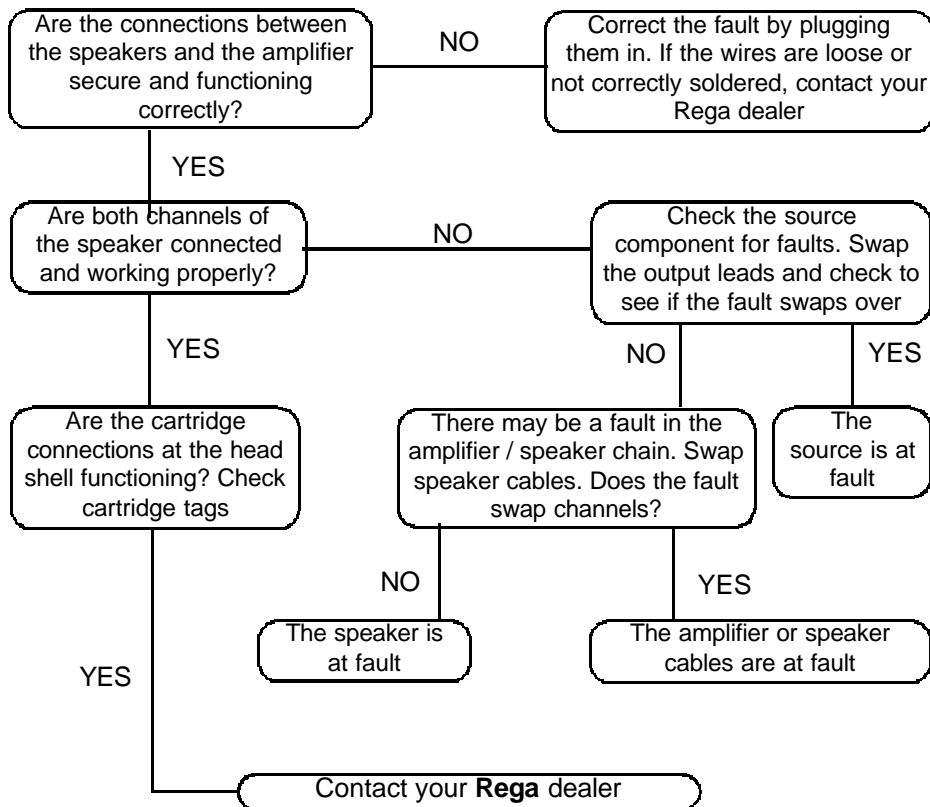 Are the connections between
the speakers and the amplifier
secure and functioning
correctly?
NO
Correct the fault by plugging
them in. If the wires are loose or
not correctly soldered, contact your
Rega dealer
YES
Are both channels of
the speaker connected
and working properly?
NO
Check the source
component for faults. Swap
the output leads and check to
see if the fault swaps over
YES
NO
YES
Are the cartridge
connections at the head
shell functioning? Check
cartridge tags
There may be a fault in the
amplifier / speaker chain. Swap
speaker cables. Does the fault
swap channels?
The
source is at
fault
NO
YES
The speaker is
at fault
The amplifier or speaker
cables are at fault
YES
Contact your Rega dealer